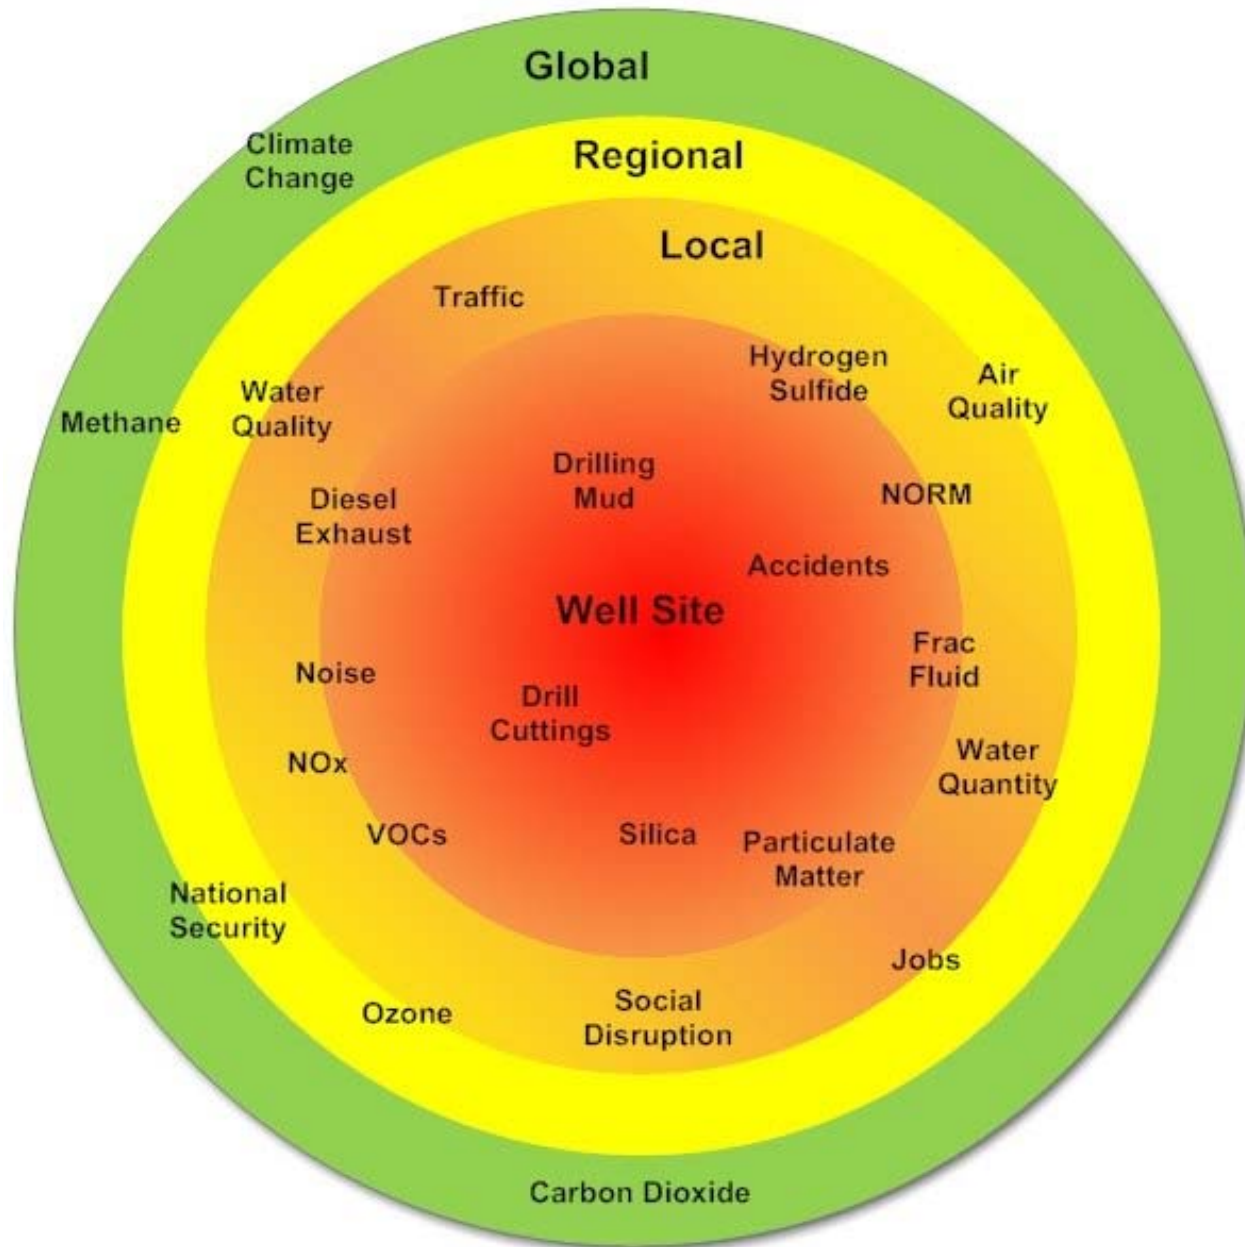 Global
Climate
Change
Regional
Local
Traffic
Hydrogen
Sulfide
Air
Quality
Water
Quality
Methane
Drilling
Mud
NORM
Diesel
Exhaust
Accidents
Well Site
Frac
Fluid
Noise
Drill
Cuttings
NOx
Water
Quantity
VOCs
Silica
Particulate
Matter
National
Security
Jobs
Ozone
Social
Disruption
Carbon Dioxide